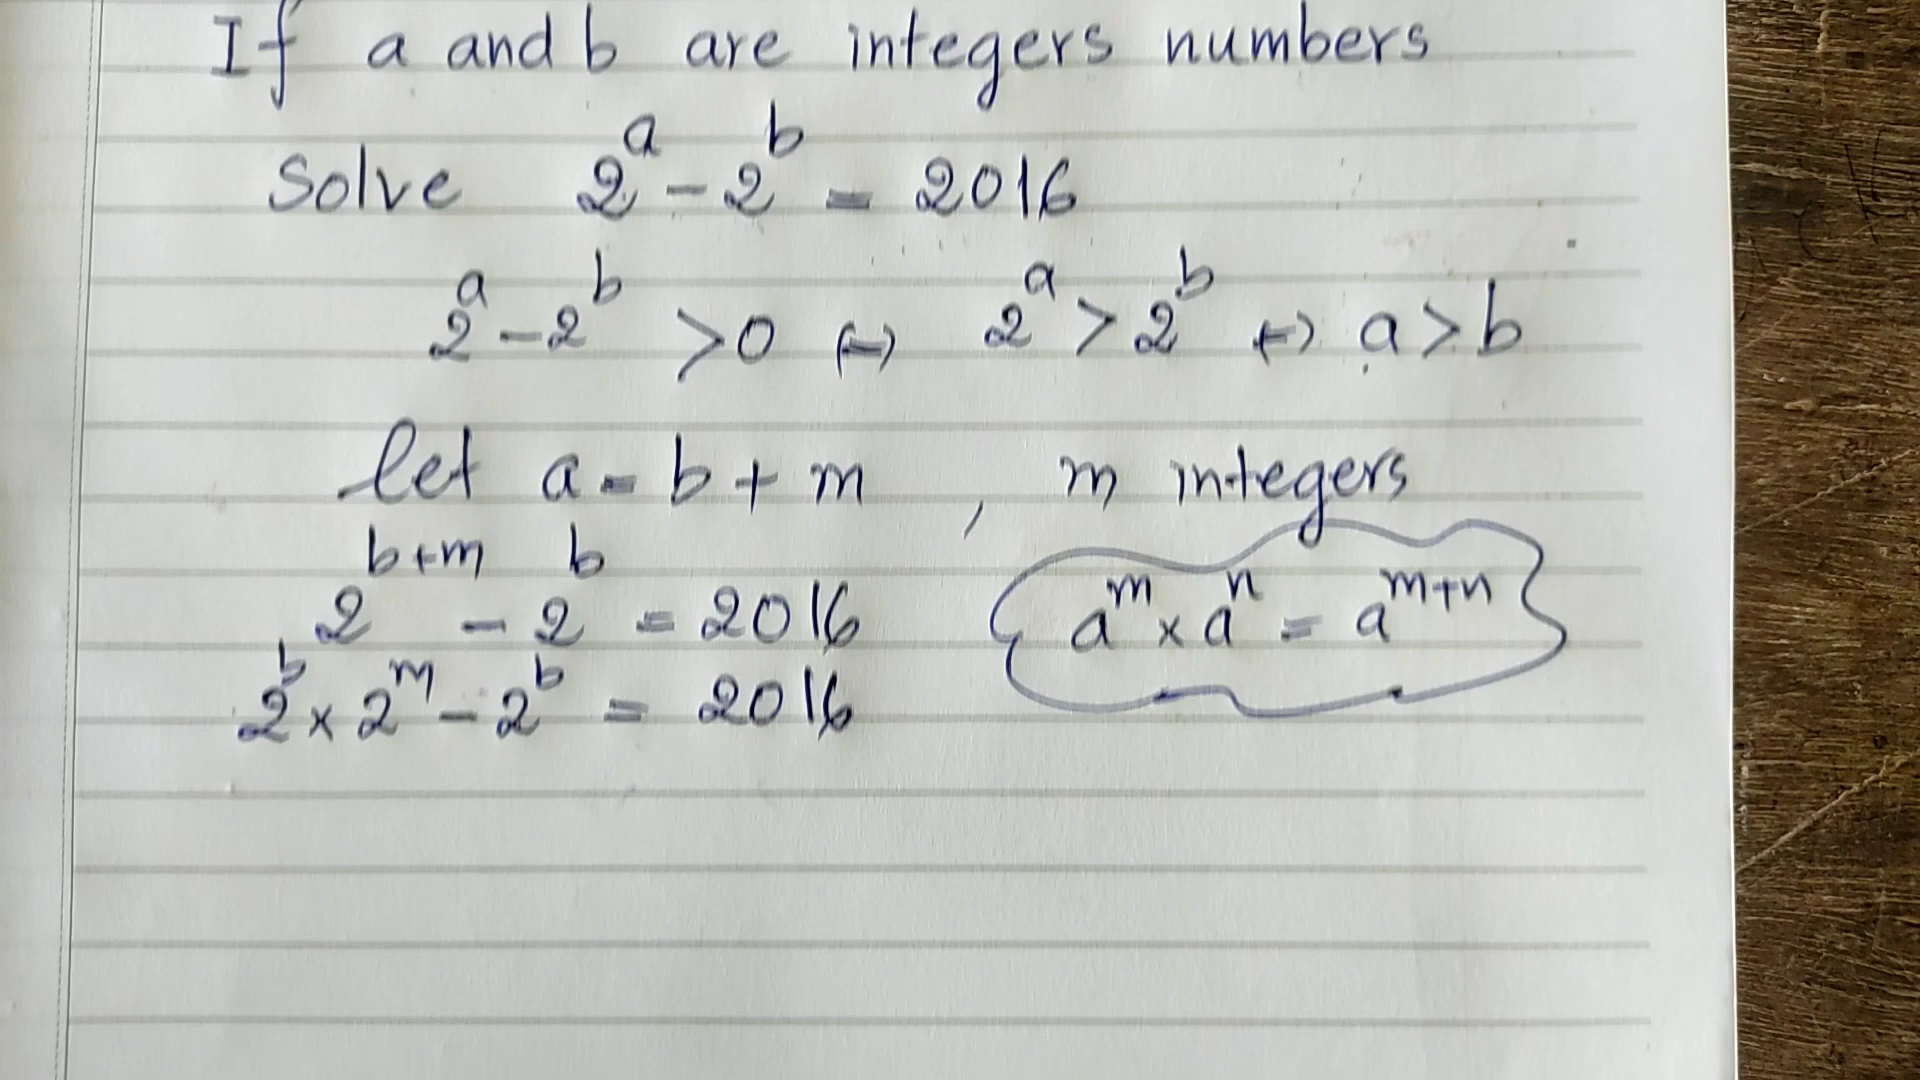 If a and b are integers numbers
Solve 2^a - 2^b = 2016
2^a - 2^b > 0 ⇔ 2^a > 2^b ⇔ a > b
let a = b + m , m integers
2^(b+m) - 2^b = 2016
a^m × a^n = a^(m+n)
2^b × 2^m - 2^b = 2016